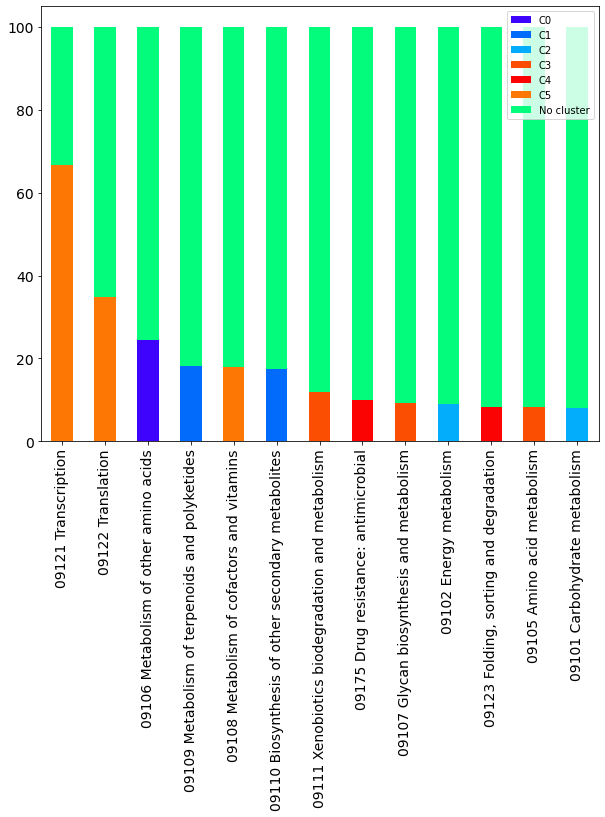 100
80
60
40
20
0
C0
C1
C2
C3
C4
C5
No cluster
09121 Transcription
09122 Translation
09106 Metabolism of other amino acids
09109 Metabolism of terpenoids and polyketides
09108 Metabolism of cofactors and vitamins
09110 Biosynthesis of other secondary metabolites
09111 Xenobiotics biodegradation and metabolism
09175 Drug resistance: antimicrobial
09107 Glycan biosynthesis and metabolism
09102 Energy metabolism
09123 Folding, sorting and degradation
09105 Amino acid metabolism
09101 Carbohydrate metabolism